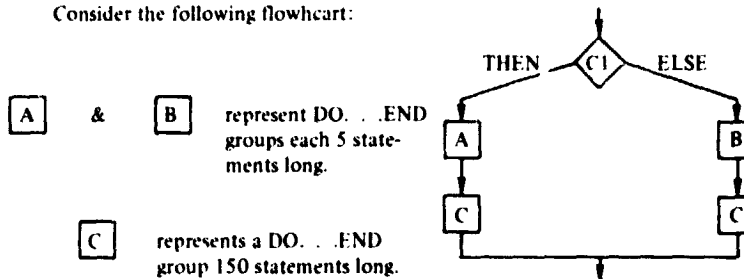 Consider the following flowhcart:
THEN C1 ELSE
A & B represent DO. . .END
groups each 5 state-
ments long.
A B
C C
C represents a DO. . .END
group 150 statements long.